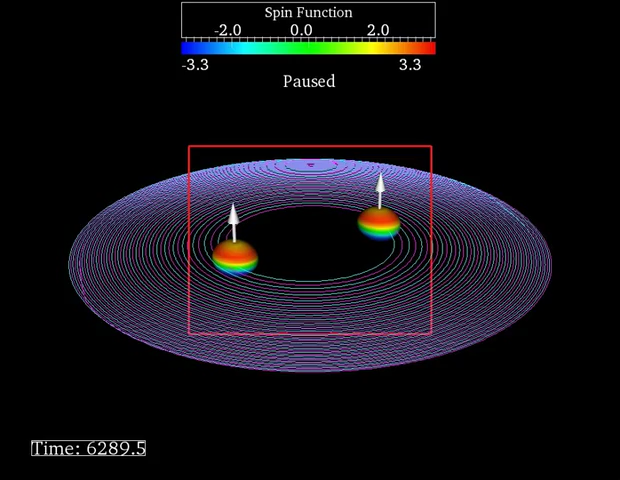 Spin Function
-2.0 0.0 2.0
-3.3 3.3
Paused
Time: 6289.5